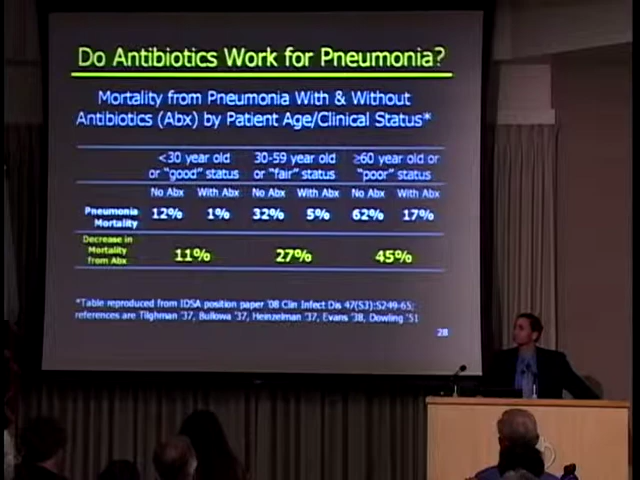 Do Antibiotics Work for Pneumonia?
Mortality from Pneumonia With & Without
Antibiotics (Abx) by Patient Age/Clinical Status*
<30 year old 30-59 year old ≥60 year old or
or "good" status or "fair" status "poor" status
No Abx With Abx No Abx With Abx No Abx With Abx
Pneumonia
Mortality 12% 1% 32% 5% 62% 17%
Decrease in
Mortality
from Abx 11% 27% 45%
*Table reproduced from IDSA position paper '08 Clin Infect Dis 47(S3):S249-65;
references are Tilghman '37, Bullowa '37, Heinzelman '37, Evans '38, Dowling '51
28